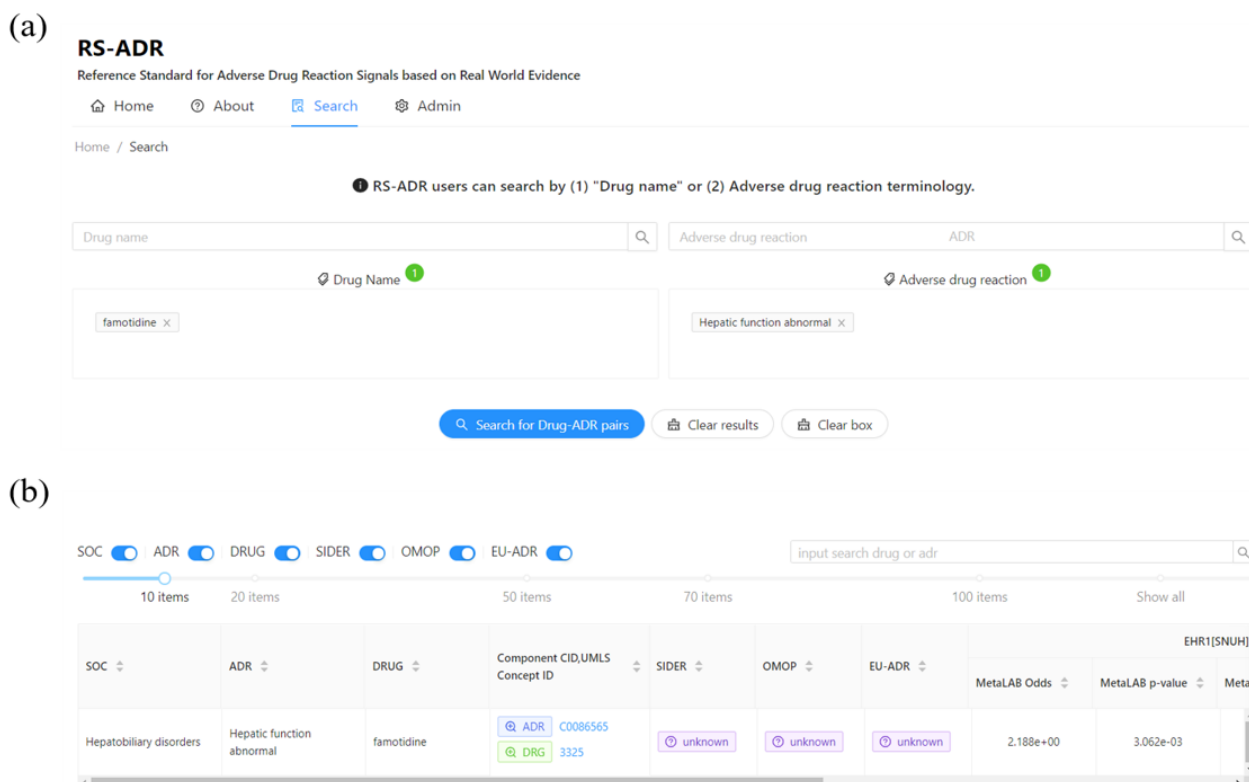 (a)
RS-ADR
Reference Standard for Adverse Drug Reaction Signals based on Real World Evidence
Home About Search Admin
Home / Search
RS-ADR users can search by (1) "Drug name" or (2) Adverse drug reaction terminology.
Drug name Adverse drug reaction ADR
Drug Name 1 Adverse drug reaction 1
famotidine × Hepatic function abnormal ×
Search for Drug-ADR pairs Clear results Clear box
(b)
SOC ADR DRUG SIDER OMOP EU-ADR input search drug or adr
10 items 20 items 50 items 70 items 100 items Show all
EHR1[SNUH]
SOC ADR DRUG Component CID,UMLS Concept ID SIDER OMOP EU-ADR
MetaLAB Odds MetaLAB p-value Meta
Hepatobiliary disorders Hepatic function abnormal famotidine ADR C0086565 unknown unknown unknown 2.188e+00 3.062e-03
DRG 3325